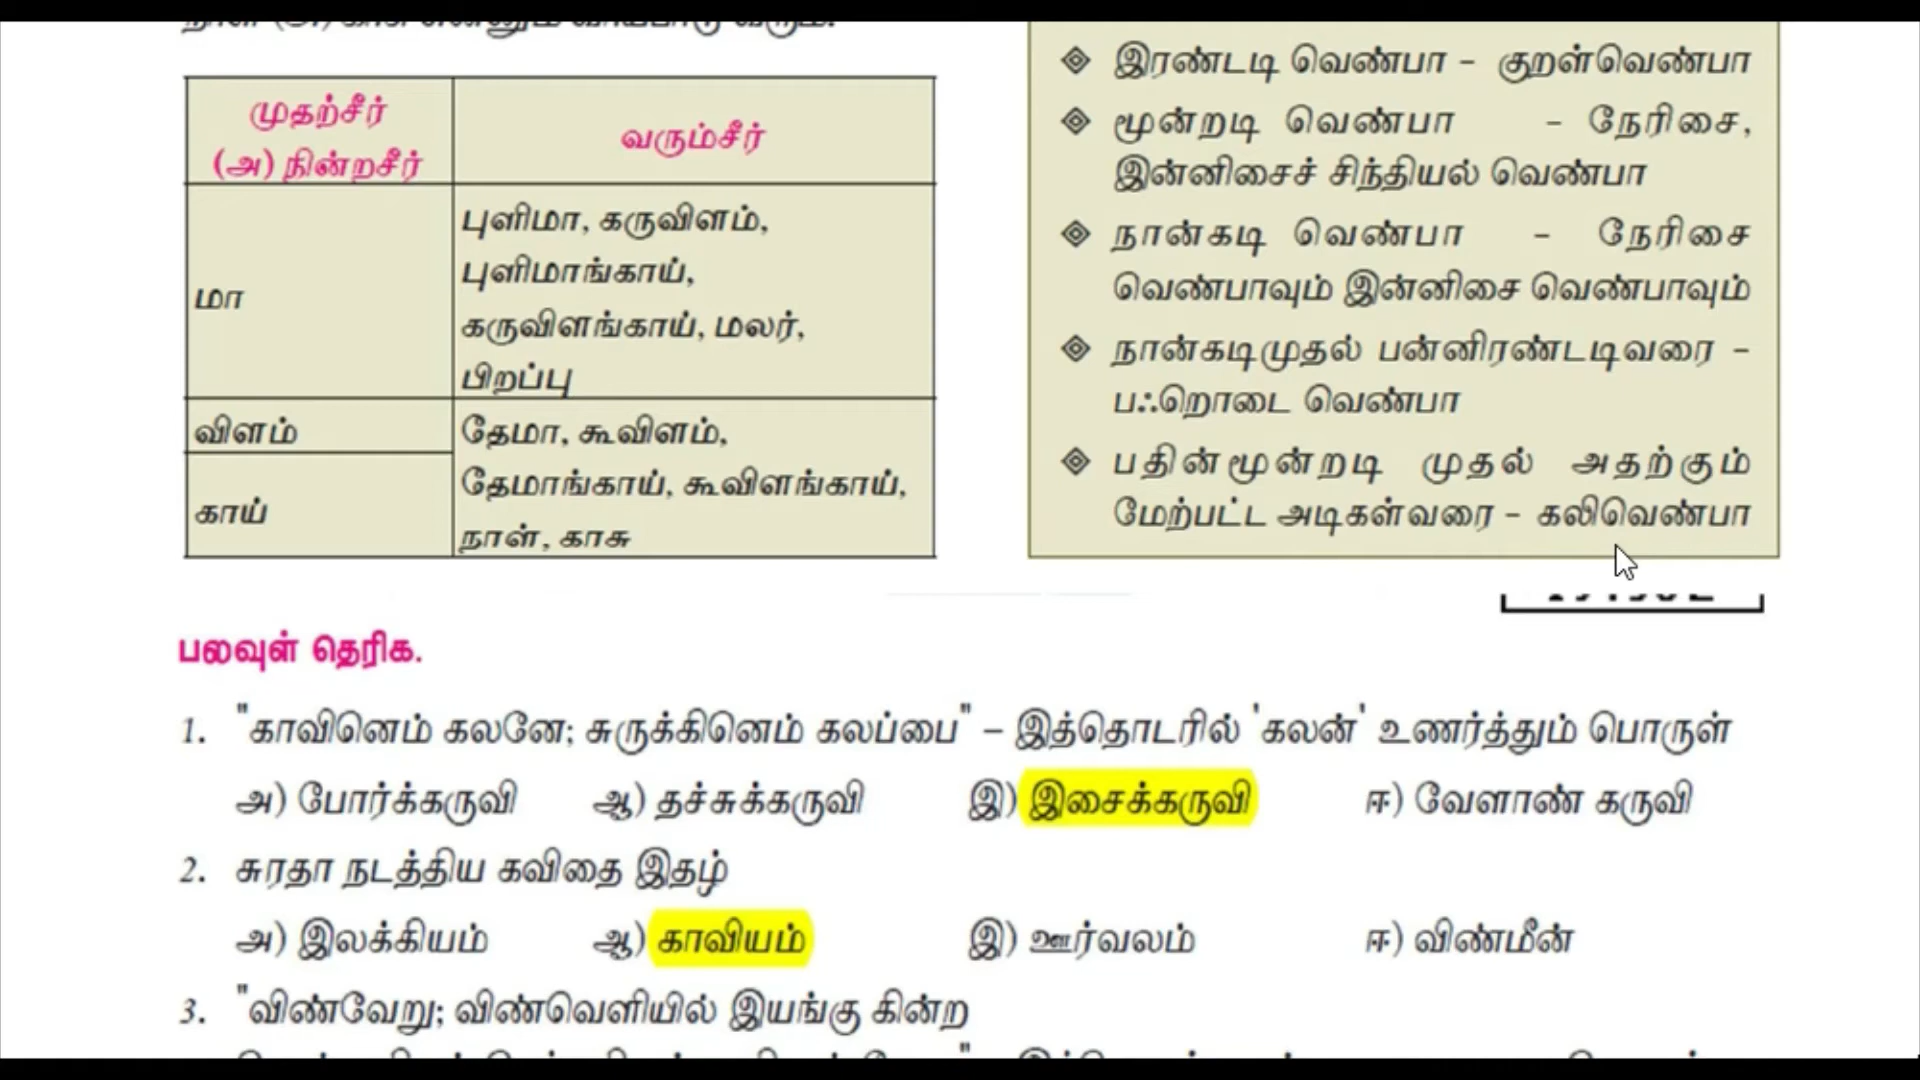 முதற்சீர்
(அ) நின்றசீர்
வரும்சீர்
மா
புளிமா, கருவிளம்,
புளிமாங்காய்,
கருவிளங்காய், மலர்,
பிறப்பு
விளம்
காய்
தேமா, கூவிளம்,
தேமாங்காய், கூவிளங்காய்,
நாள், காசு
இரண்டடி வெண்பா – குறள்வெண்பா
மூன்றடி வெண்பா – நேரிசை,
இன்னிசைச் சிந்தியல் வெண்பா
நான்கடி வெண்பா – நேரிசை
வெண்பாவும் இன்னிசை வெண்பாவும்
நான்கடிமுதல் பன்னிரண்டடிவரை –
பஃறொடை வெண்பா
பதின்மூன்றடி முதல் அதற்கும்
மேற்பட்ட அடிகள்வரை – கலிவெண்பா
பலவுள் தெரிக.
1. "காவினெம் கலனே; சுருக்கினெம் கலப்பை" – இத்தொடரில் 'கலன்' உணர்த்தும் பொருள்
அ) போர்க்கருவி ஆ) தச்சுக்கருவி இ) இசைக்கருவி ஈ) வேளாண் கருவி
2. சுரதா நடத்திய கவிதை இதழ்
அ) இலக்கியம் ஆ) காவியம் இ) ஊர்வலம் ஈ) விண்மீன்
3. "விண்வேறு; விண்வெளியில் இயங்கு கின்ற